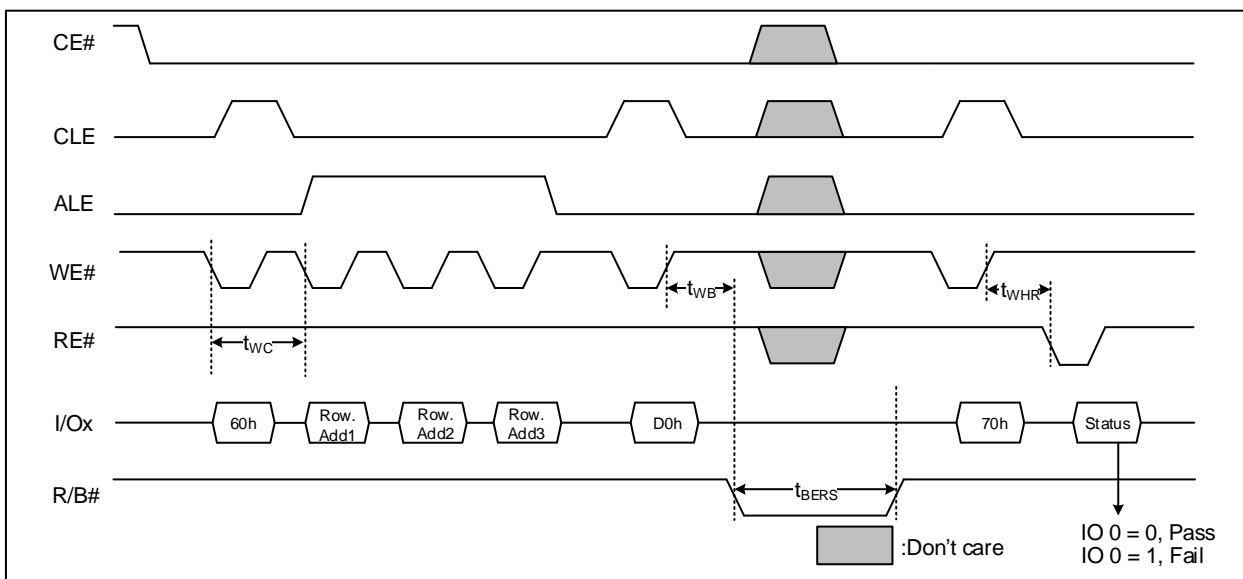 CE#
CLE
ALE
WE#
tWB
tWHR
RE#
tWC
I/Ox
60h
Row. Add1
Row. Add2
Row. Add3
D0h
70h
Status
R/B#
tBERS
:Don't care
IO 0 = 0, Pass
IO 0 = 1, Fail